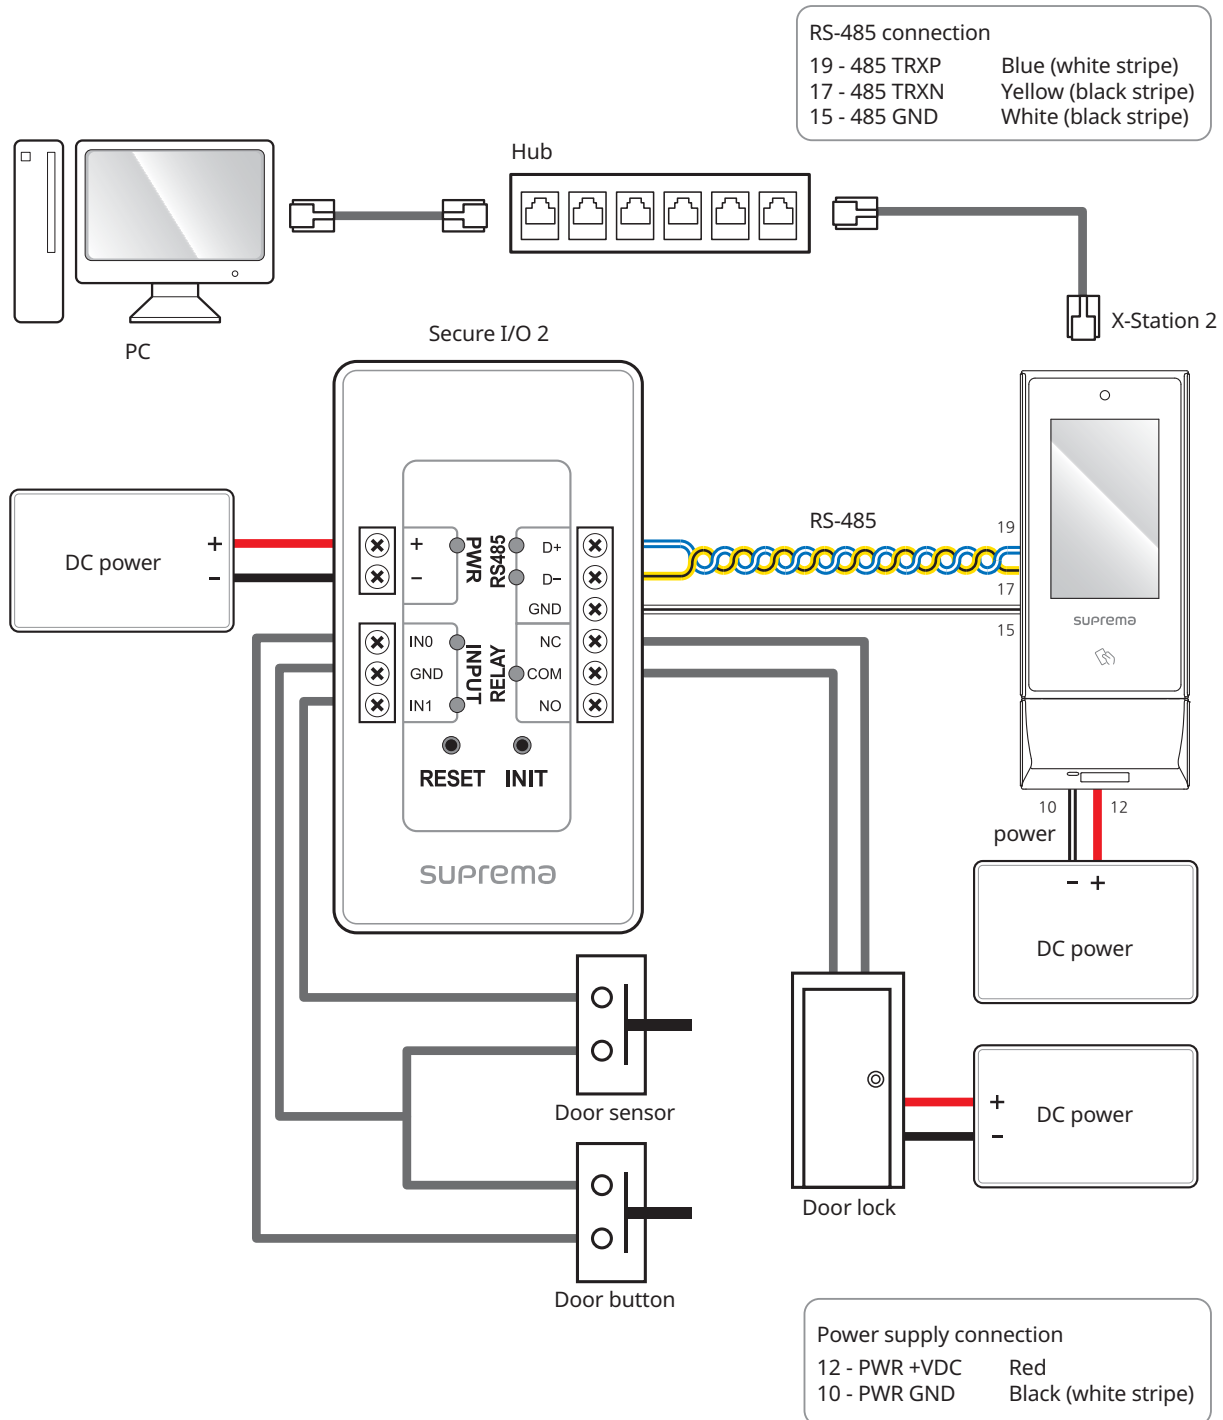 RS-485 connection
19 - 485 TRXP Blue (white stripe)
17 - 485 TRXN Yellow (black stripe)
15 - 485 GND White (black stripe)
Hub
PC
X-Station 2
Secure I/O 2
DC power
+
-
+
-
PWR
RS485
D+
D-
GND
IN0
GND
IN1
INPUT
RELAY
NC
COM
NO
RESET INIT
suprema
RS-485
19
17
15
suprema
10
12
power
- +
DC power
Door sensor
Door button
Door lock
+
-
DC power
Power supply connection
12 - PWR +VDC Red
10 - PWR GND Black (white stripe)